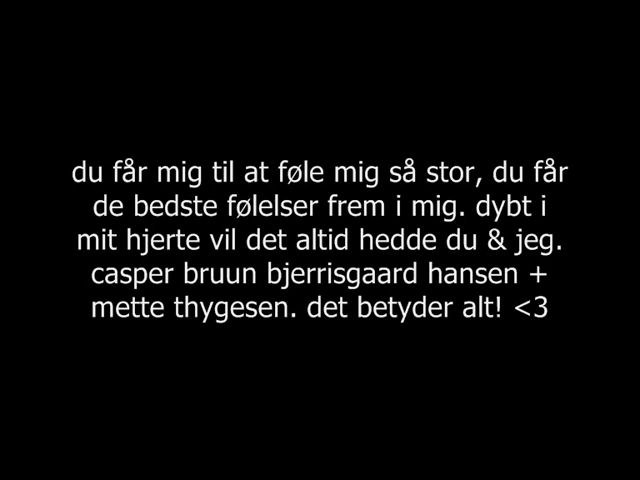 du får mig til at føle mig så stor, du får
de bedste følelser frem i mig. dybt i
mit hjerte vil det altid hedde du & jeg.
casper bruun bjerrisgaard hansen +
mette thygesen. det betyder alt! <3